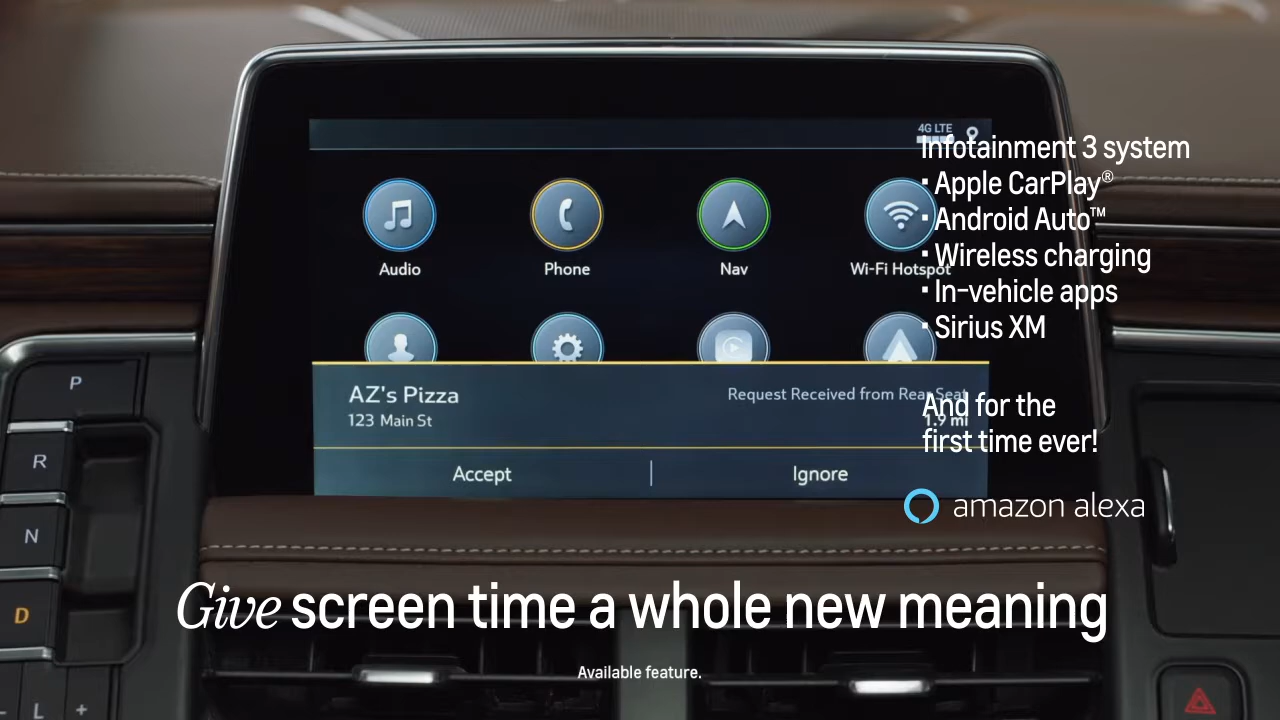 4G LTE
Infotainment 3 system
· Apple CarPlay®
· Android Auto™
· Wireless charging
· In-vehicle apps
· Sirius XM
Audio
Phone
Nav
Wi-Fi Hotspot
AZ's Pizza
123 Main St
Request Received from Rear Seat
1.9 mi
Accept
Ignore
And for the
first time ever!
amazon alexa
P
R
N
D
L +
Give screen time a whole new meaning
Available feature.